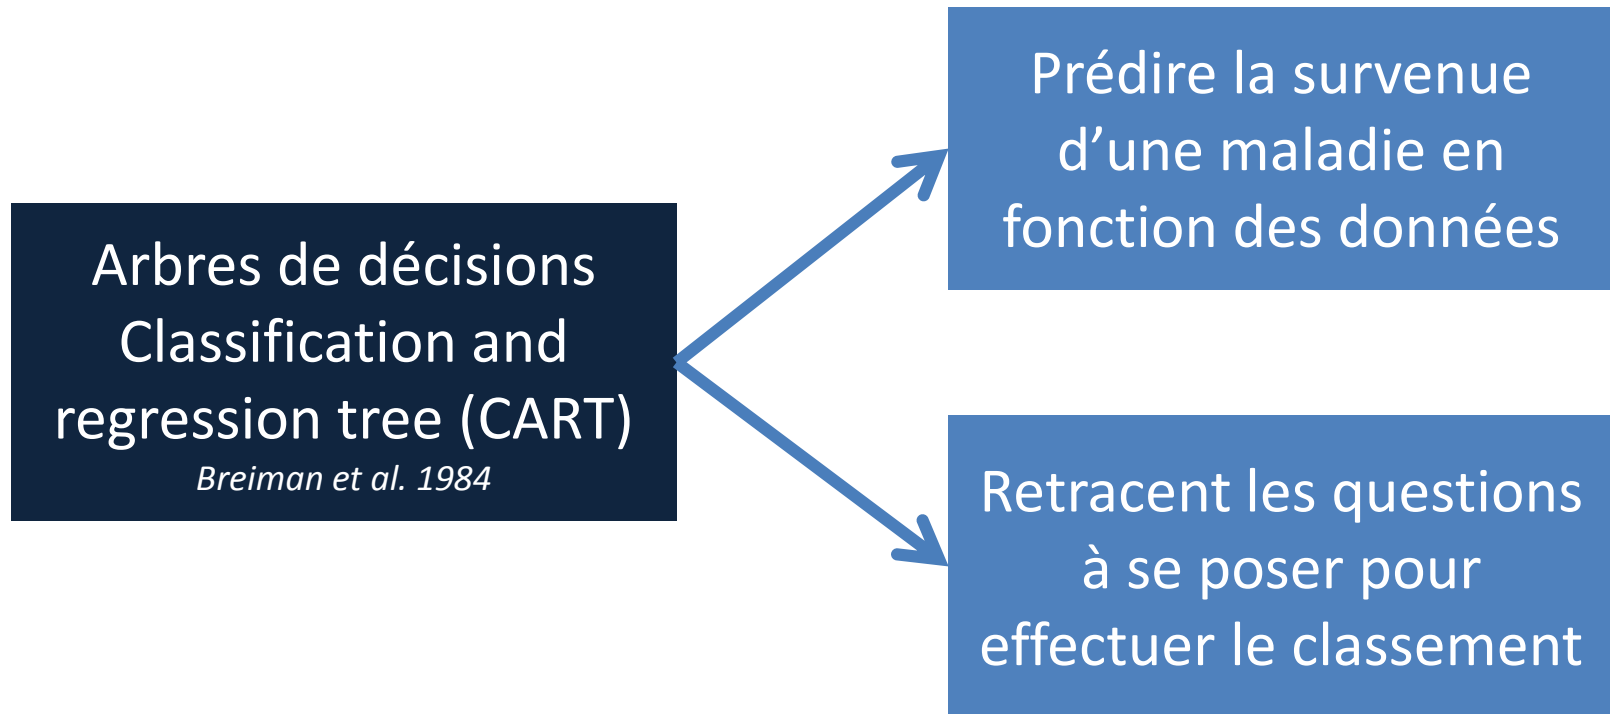 Arbres de décisions
Classification and
regression tree (CART)
Breiman et al. 1984
Prédire la survenue
d’une maladie en
fonction des données
Retracent les questions
à se poser pour
effectuer le classement